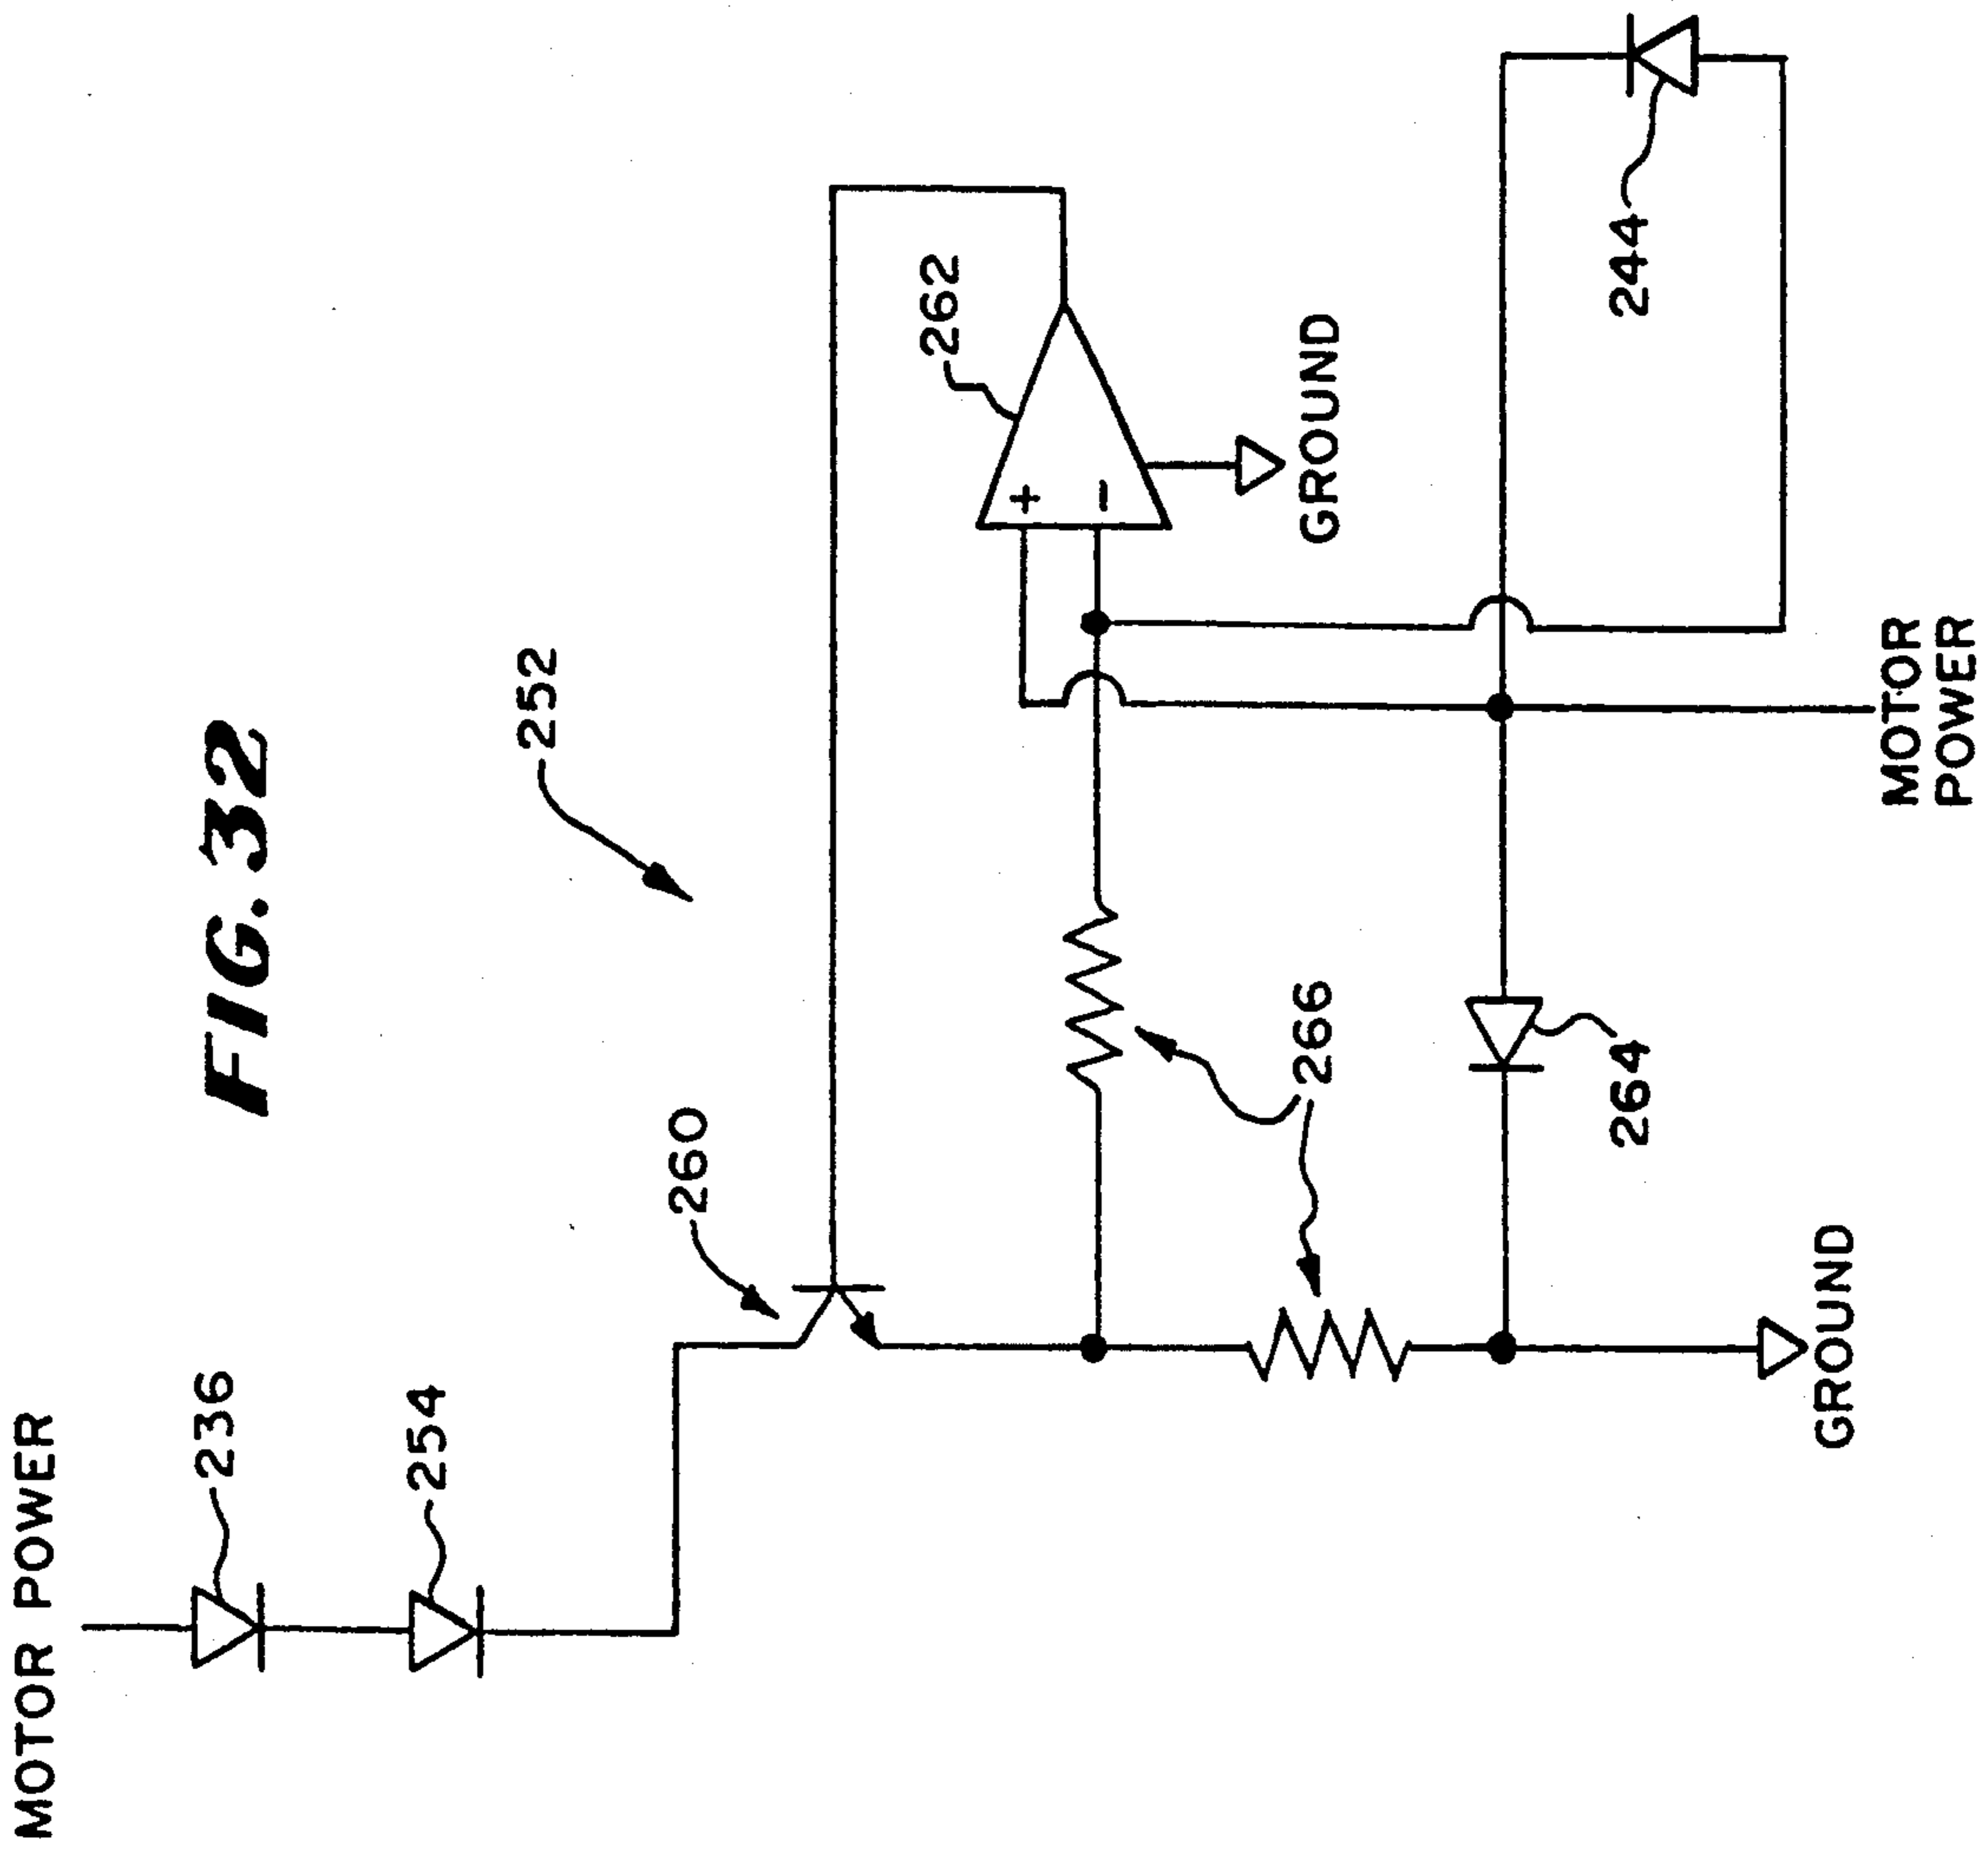 FIG. 32
MOTOR POWER
236
254
260
252
262
+
−
GROUND
266
264
244
GROUND
MOTOR
POWER